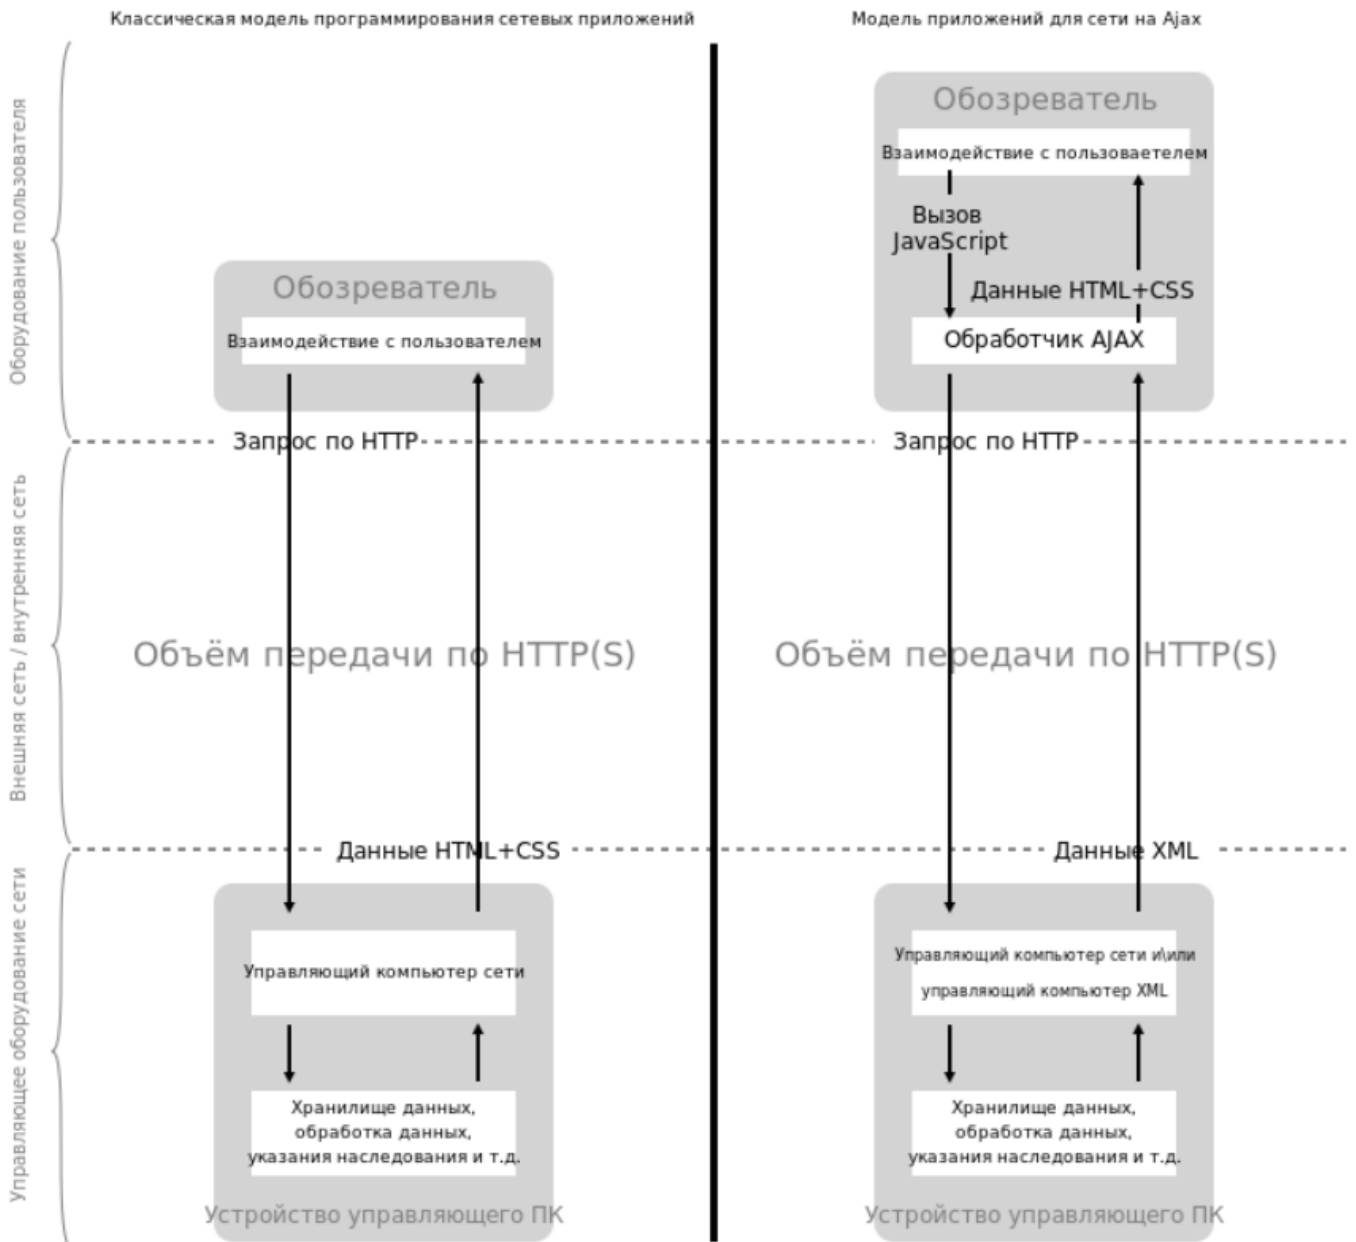 Классическая модель программирования сетевых приложений
Модель приложений для сети на Ajax
Оборудование пользователя
Обозреватель
Взаимодействие с пользователем
Обозреватель
Взаимодействие с пользоваетелем
Вызов
JavaScript
Данные HTML+CSS
Обработчик AJAX
Запрос по HTTP
Запрос по HTTP
Внешняя сеть / внутренняя сеть
Объём передачи по HTTP(S)
Объём передачи по HTTP(S)
Данные HTML+CSS
Данные XML
Управляющее оборудование сети
Управляющий компьютер сети
Хранилище данных,
обработка данных,
указания наследования и т.д.
Устройство управляющего ПК
Управляющий компьютер сети и\или
управляющий компьютер XML
Хранилище данных,
обработка данных,
указания наследования и т.д.
Устройство управляющего ПК